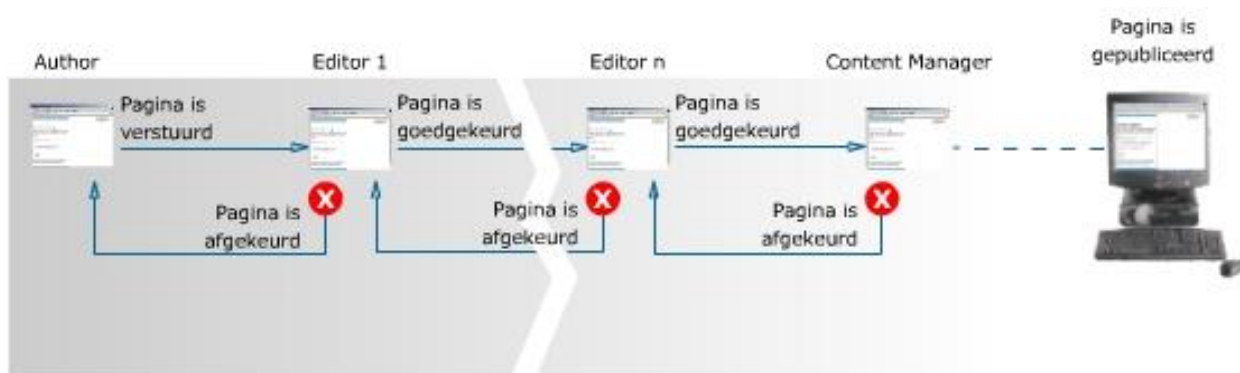 Author
Editor 1
Editor n
Content Manager
Pagina is
gepubliceerd
Pagina is
verstuurd
Pagina is
goedgekeurd
Pagina is
goedgekeurd
X
X
X
Pagina is
afgekeurd
Pagina is
afgekeurd
Pagina is
afgekeurd